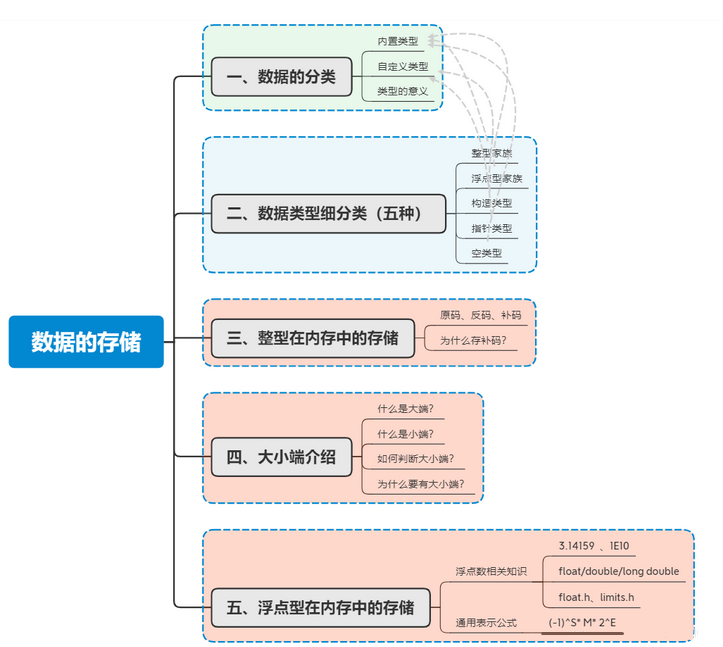 数据的存储
一、数据的分类
内置类型
自定义类型
类型的意义
二、数据类型细分类（五种）
整型家族
浮点型家族
构造类型
指针类型
空类型
三、整型在内存中的存储
原码、反码、补码
为什么存补码？
四、大小端介绍
什么是大端？
什么是小端？
如何判断大小端？
为什么要有大小端？
五、浮点型在内存中的存储
浮点数相关知识
3.14159 、1E10
float/double/long double
float.h、limits.h
通用表示公式
(-1)^S* M* 2^E